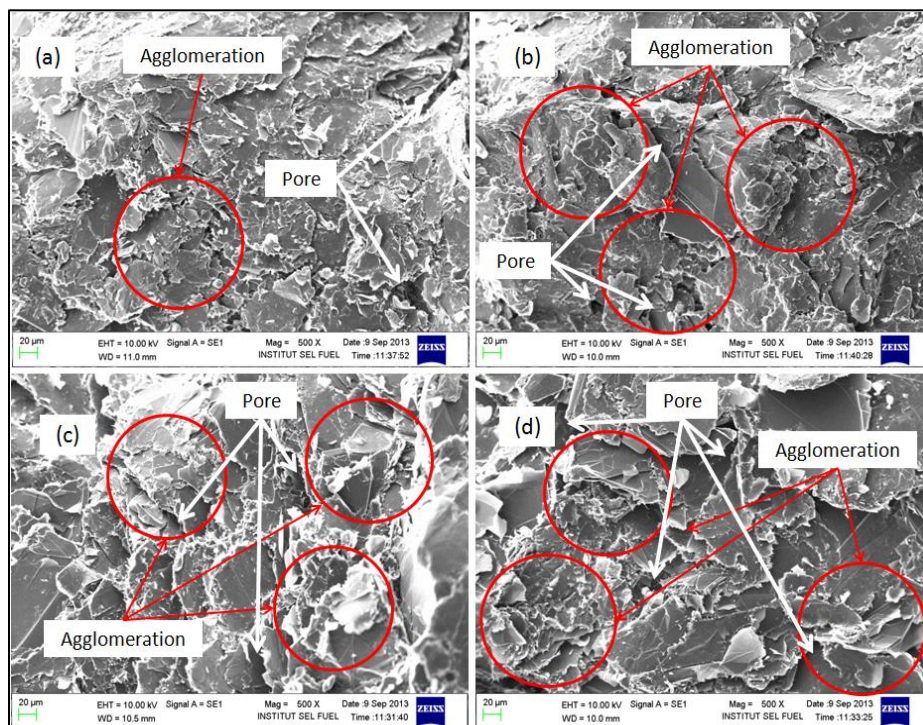 (a)
Agglomeration
Pore
20 µm
EHT = 10.00 kV Signal A = SE1 Mag = 500 X Date :9 Sep 2013
WD = 11.0 mm INSTITUT SEL FUEL Time :11:37:52
ZEISS
(b)
Agglomeration
Pore
20 µm
EHT = 10.00 kV Signal A = SE1 Mag = 500 X Date :9 Sep 2013
WD = 10.0 mm INSTITUT SEL FUEL Time :11:40:28
ZEISS
(c)
Pore
Agglomeration
20 µm
EHT = 10.00 kV Signal A = SE1 Mag = 500 X Date :9 Sep 2013
WD = 10.5 mm INSTITUT SEL FUEL Time :11:31:40
ZEISS
(d)
Pore
Agglomeration
20 µm
EHT = 10.00 kV Signal A = SE1 Mag = 500 X Date :9 Sep 2013
WD = 10.0 mm INSTITUT SEL FUEL Time :11:33:25
ZEISS